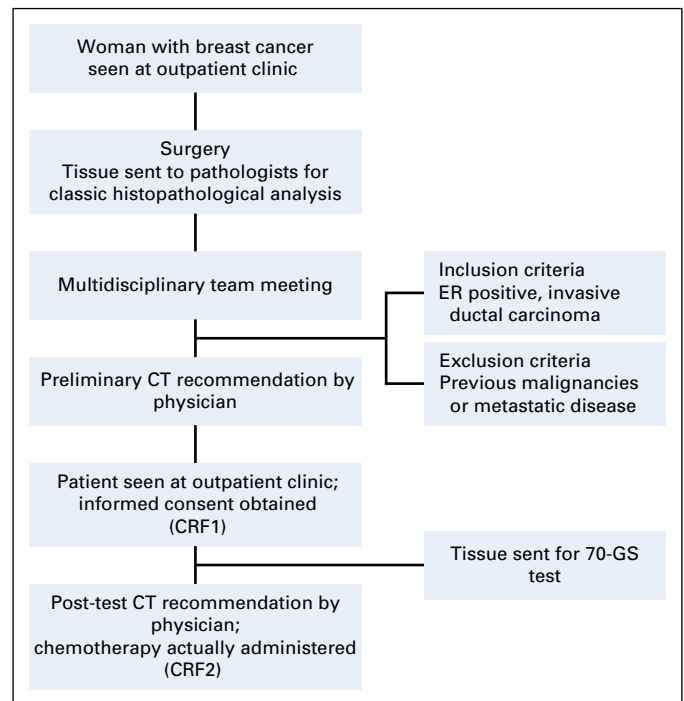 Woman with breast cancer
seen at outpatient clinic
Surgery
Tissue sent to pathologists for
classic histopathological analysis
Multidisciplinary team meeting
Inclusion criteria
ER positive, invasive
ductal carcinoma
Exclusion criteria
Previous malignancies
or metastatic disease
Preliminary CT recommendation by
physician
Patient seen at outpatient clinic;
informed consent obtained
(CRF1)
Tissue sent for 70-GS
test
Post-test CT recommendation by
physician;
chemotherapy actually administered
(CRF2)